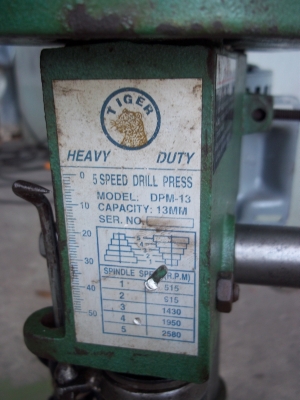 TIGER
HEAVY DUTY
5 SPEED DRILL PRESS
MODEL: DPM-13
CAPACITY: 13MM
SER. NO.
SPINDLE (R.P.M)
1 515
2 615
3 1430
4 1950
5 2580
0
10
20
30
40
50